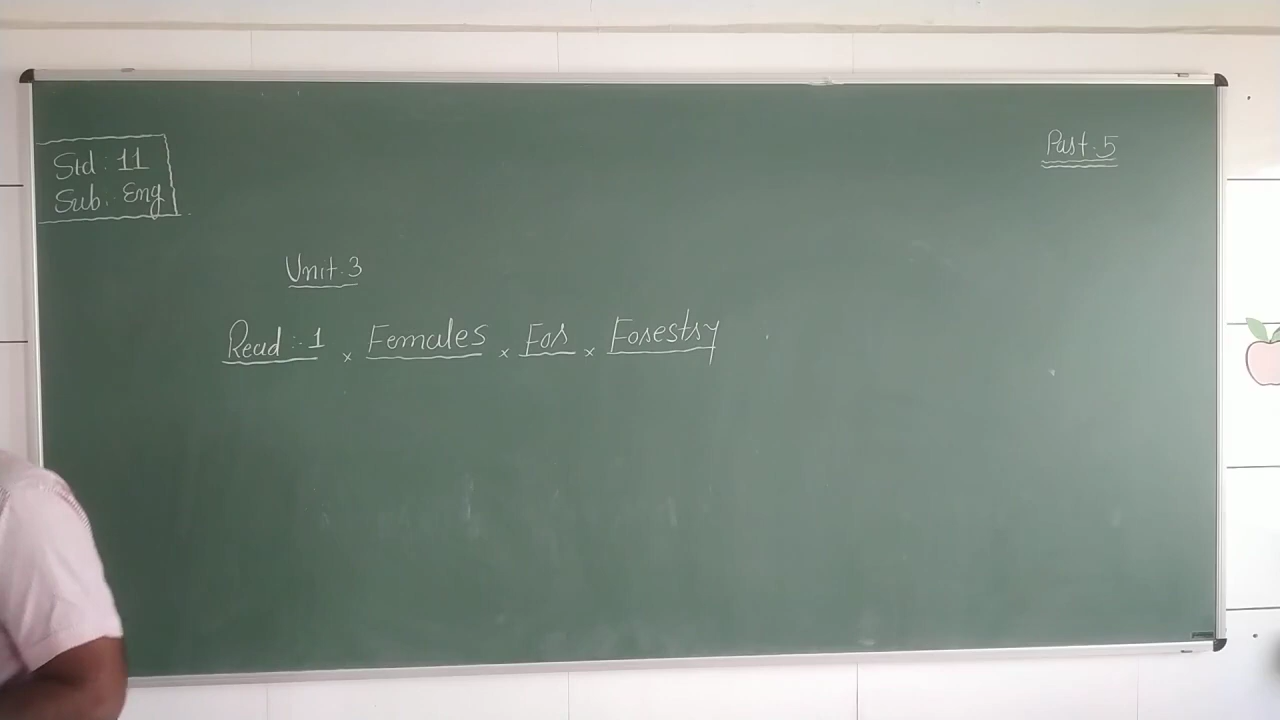 Std : 11
Sub. : Eng
Part. 5
Unit. 3
Read :- 1 x Females x For x Forestry